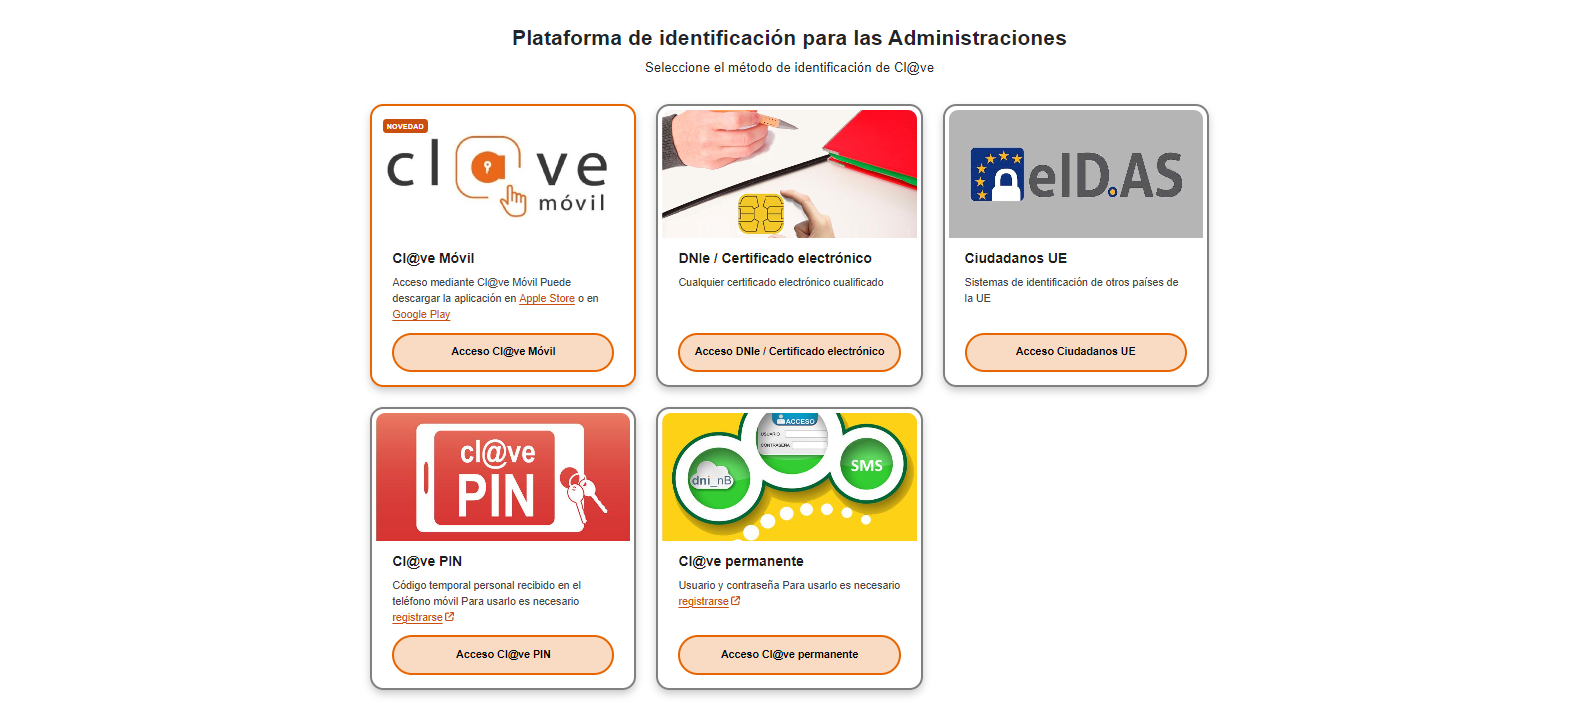 Plataforma de identificación para las Administraciones
Seleccione el método de identificación de Cl@ve
NOVEDAD
cl@ve
móvil
Cl@ve Móvil
Acceso mediante Cl@ve Móvil Puede
descargar la aplicación en Apple Store o en
Google Play
Acceso Cl@ve Móvil
DNIe / Certificado electrónico
Cualquier certificado electrónico cualificado
Acceso DNIe / Certificado electrónico
eID.AS
Ciudadanos UE
Sistemas de identificación de otros países de
la UE
Acceso Ciudadanos UE
cl@ve
PIN
Cl@ve PIN
Código temporal personal recibido en el
teléfono móvil Para usarlo es necesario
registrarse
Acceso Cl@ve PIN
ACCESO
USUARIO
CONTRASEÑA
dni_nB
SMS
Cl@ve permanente
Usuario y contraseña Para usarlo es necesario
registrarse
Acceso Cl@ve permanente